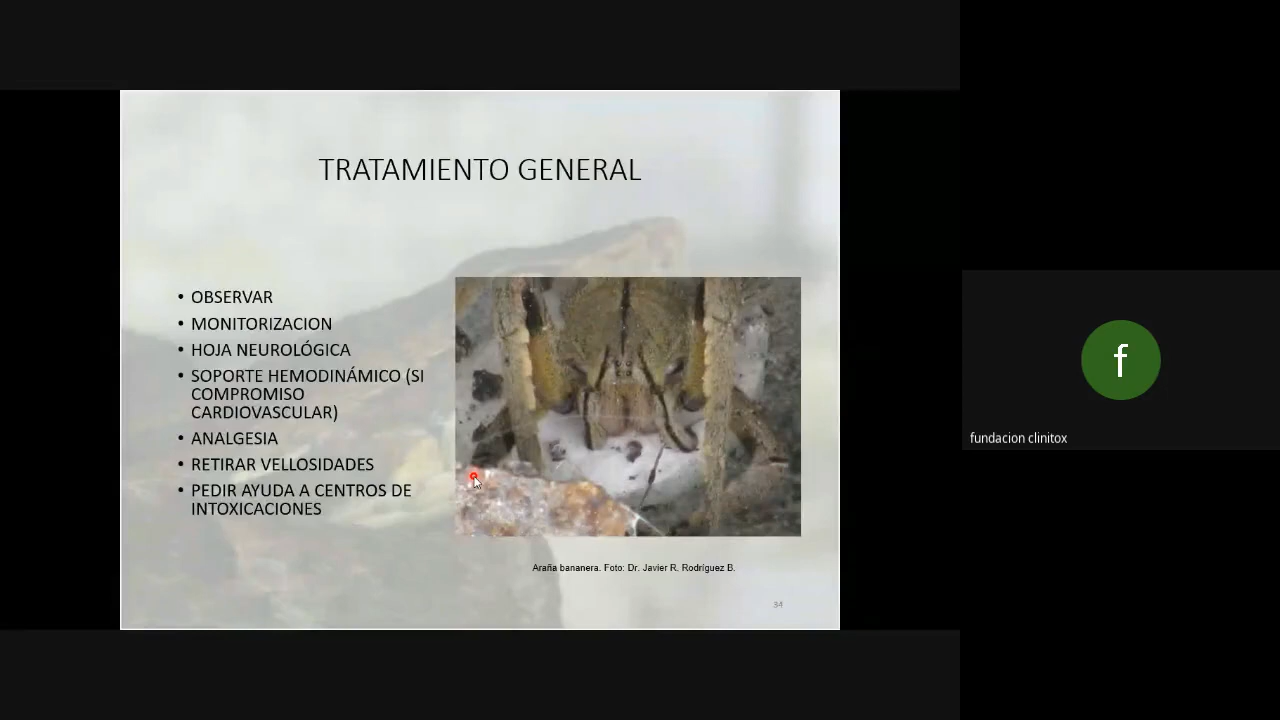 TRATAMIENTO GENERAL
• OBSERVAR
• MONITORIZACION
• HOJA NEUROLÓGICA
• SOPORTE HEMODINÁMICO (SI
COMPROMISO
CARDIOVASCULAR)
• ANALGESIA
• RETIRAR VELLOSIDADES
• PEDIR AYUDA A CENTROS DE
INTOXICACIONES
Araña bananera. Foto: Dr. Javier R. Rodríguez B.
34
f
fundacion clinitox